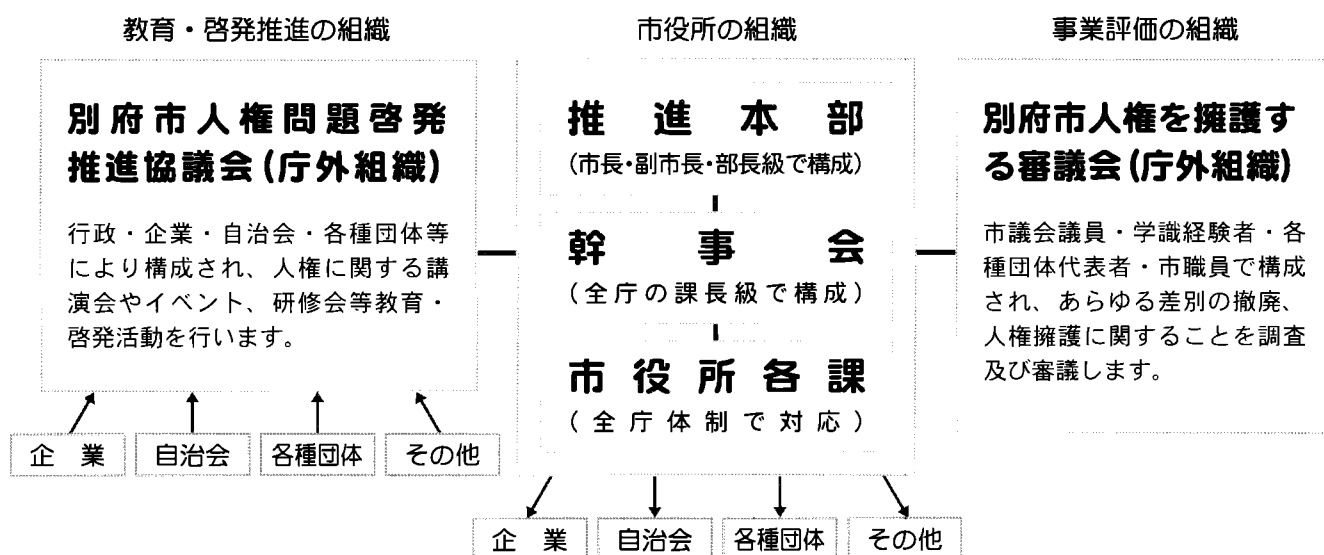 教育・啓発推進の組織
別府市人権問題啓発
推進協議会(庁外組織)
行政・企業・自治会・各種団体等
により構成され、人権に関する講
演会やイベント、研修会等教育・
啓発活動を行います。
企　業
自治会
各種団体
その他
市役所の組織
推進本部
(市長・副市長・部長級で構成)
幹事会
(全庁の課長級で構成)
市役所各課
(全庁体制で対応)
企　業
自治会
各種団体
その他
事業評価の組織
別府市人権を擁護す
る審議会(庁外組織)
市議会議員・学識経験者・各
種団体代表者・市職員で構成
され、あらゆる差別の撤廃、
人権擁護に関することを調査
及び審議します。